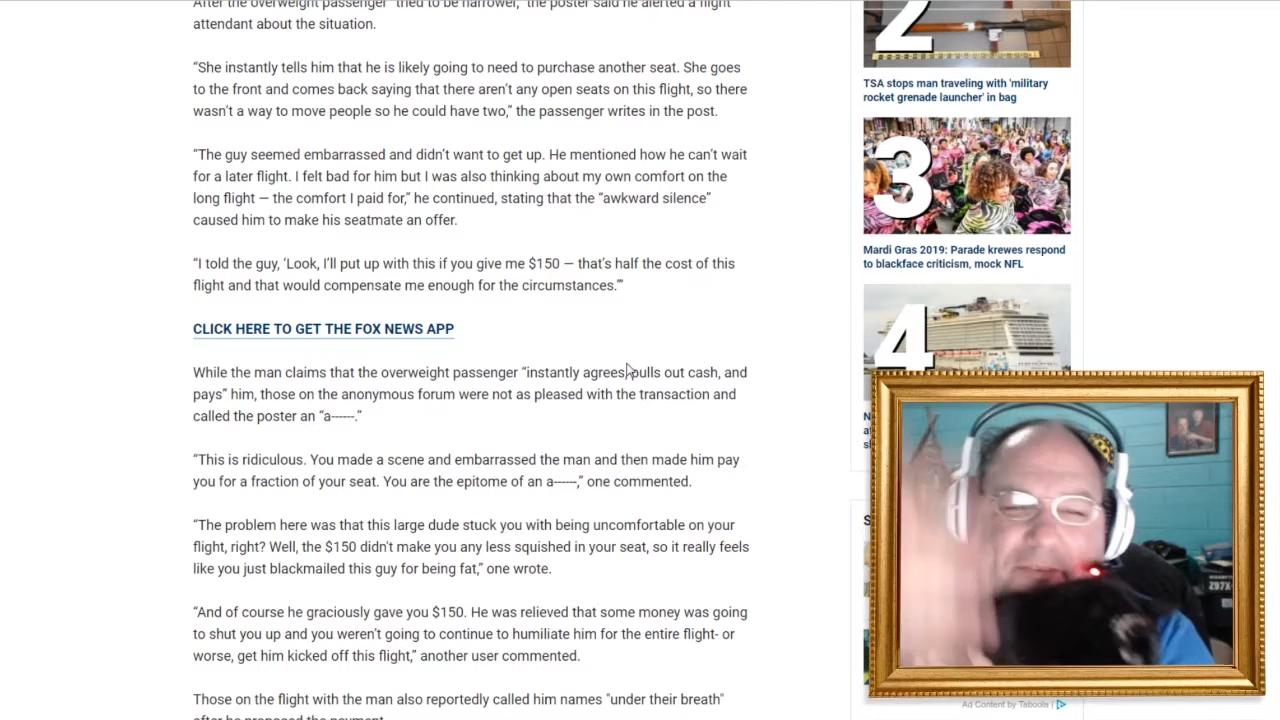 After the overweight passenger “tried to be narrower,” the poster said he alerted a flight
attendant about the situation.
“She instantly tells him that he is likely going to need to purchase another seat. She goes
to the front and comes back saying that there aren’t any open seats on this flight, so there
wasn’t a way to move people so he could have two,” the passenger writes in the post.
“The guy seemed embarrassed and didn’t want to get up. He mentioned how he can’t wait
for a later flight. I felt bad for him but I was also thinking about my own comfort on the
long flight — the comfort I paid for,” he continued, stating that the “awkward silence”
caused him to make his seatmate an offer.
“I told the guy, ‘Look, I’ll put up with this if you give me $150 — that’s half the cost of this
flight and that would compensate me enough for the circumstances.’”
CLICK HERE TO GET THE FOX NEWS APP
While the man claims that the overweight passenger “instantly agrees, pulls out cash, and
pays” him, those on the anonymous forum were not as pleased with the transaction and
called the poster an “a------.”
“This is ridiculous. You made a scene and embarrassed the man and then made him pay
you for a fraction of your seat. You are the epitome of an a------,” one commented.
“The problem here was that this large dude stuck you with being uncomfortable on your
flight, right? Well, the $150 didn't make you any less squished in your seat, so it really feels
like you just blackmailed this guy for being fat,” one wrote.
“And of course he graciously gave you $150. He was relieved that some money was going
to shut you up and you weren’t going to continue to humiliate him for the entire flight- or
worse, get him kicked off this flight,” another user commented.
Those on the flight with the man also reportedly called him names "under their breath"
after he proposed the payment.
2
TSA stops man traveling with 'military
rocket grenade launcher' in bag
3
Mardi Gras 2019: Parade krewes respond
to blackface criticism, mock NFL
4
Z97X
Ad Content by Taboola